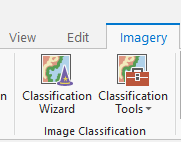 View Edit Imagery
Classification Classification
Wizard Tools
Image Classification